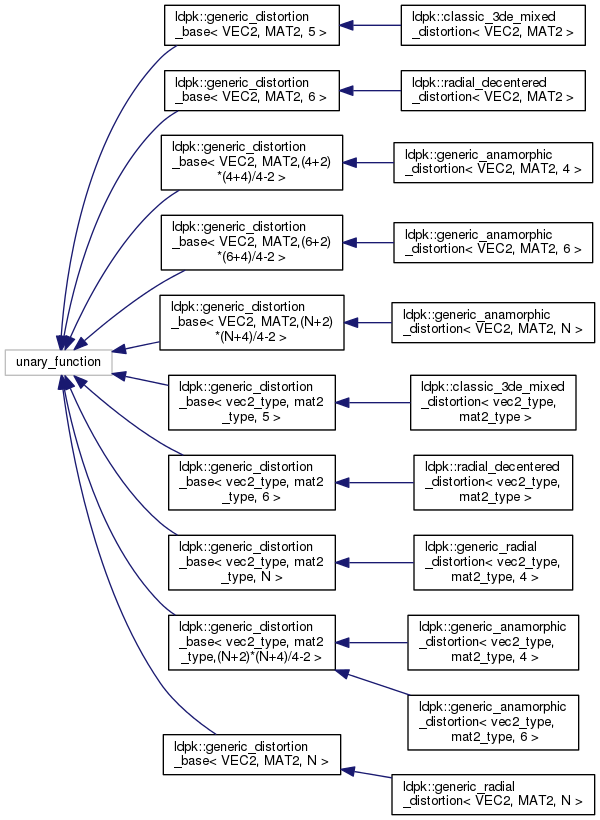 ldpk::generic_distortion
_base< VEC2, MAT2, 5 >
ldpk::classic_3de_mixed
_distortion< VEC2, MAT2 >
ldpk::generic_distortion
_base< VEC2, MAT2, 6 >
ldpk::radial_decentered
_distortion< VEC2, MAT2 >
ldpk::generic_distortion
_base< VEC2, MAT2,(4+2)
*(4+4)/4-2 >
ldpk::generic_anamorphic
_distortion< VEC2, MAT2, 4 >
ldpk::generic_distortion
_base< VEC2, MAT2,(6+2)
*(6+4)/4-2 >
ldpk::generic_anamorphic
_distortion< VEC2, MAT2, 6 >
ldpk::generic_distortion
_base< VEC2, MAT2,(N+2)
*(N+4)/4-2 >
ldpk::generic_anamorphic
_distortion< VEC2, MAT2, N >
unary_function
ldpk::generic_distortion
_base< vec2_type, mat2
_type, 5 >
ldpk::classic_3de_mixed
_distortion< vec2_type,
mat2_type >
ldpk::generic_distortion
_base< vec2_type, mat2
_type, 6 >
ldpk::radial_decentered
_distortion< vec2_type,
mat2_type >
ldpk::generic_distortion
_base< vec2_type, mat2
_type, N >
ldpk::generic_radial
_distortion< vec2_type,
mat2_type, 4 >
ldpk::generic_distortion
_base< vec2_type, mat2
_type,(N+2)*(N+4)/4-2 >
ldpk::generic_anamorphic
_distortion< vec2_type,
mat2_type, 4 >
ldpk::generic_anamorphic
_distortion< vec2_type,
mat2_type, 6 >
ldpk::generic_distortion
_base< VEC2, MAT2, N >
ldpk::generic_radial
_distortion< VEC2, MAT2, N >